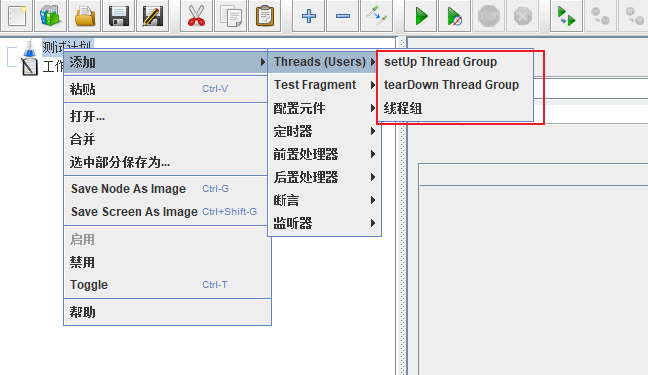 测试计划
工作
添加
粘贴 Ctrl-V
打开...
合并
选中部分保存为...
Save Node As Image Ctrl-G
Save Screen As Image Ctrl+Shift-G
启用
禁用
Toggle Ctrl-T
帮助
Threads (Users)
Test Fragment
配置元件
定时器
前置处理器
后置处理器
断言
监听器
setUp Thread Group
tearDown Thread Group
线程组
STOP